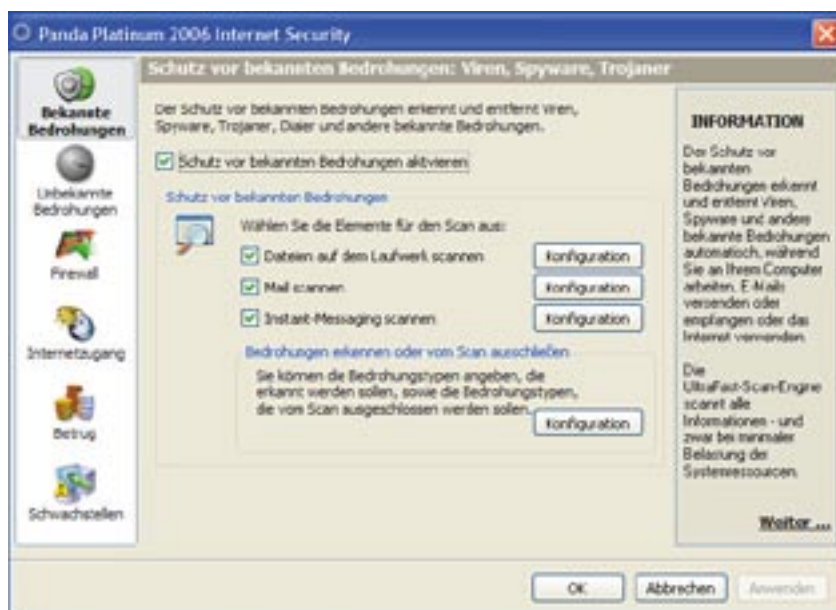 Panda Platinum 2006 Internet Security
Bekannte
Bedrohungen
Unbekannte
Bedrohungen
Firewall
Internetzugang
Betrug
Schwachstellen
Schutz vor bekannten Bedrohungen: Viren, Spyware, Trojaner
Der Schutz vor bekannten Bedrohungen erkennt und entfernt Viren,
Spyware, Trojaner, Dialer und andere bekannte Bedrohungen.
Schutz vor bekannten Bedrohungen aktivieren
Schutz vor bekannten Bedrohungen
Wählen Sie die Elemente für den Scan aus:
Dateien auf dem Laufwerk scannen
Konfiguration
Mail scannen
Konfiguration
Instant-Messaging scannen
Konfiguration
Bedrohungen erkennen oder vom Scan ausschließen
Sie können die Bedrohungstypen angeben, die
erkannt werden sollen, sowie die Bedrohungstypen,
die vom Scan ausgeschlossen werden sollen.
Konfiguration
INFORMATION
Der Schutz vor
bekannten
Bedrohungen erkennt
und entfernt Viren,
Spyware und andere
bekannte Bedrohungen
automatisch, während
Sie an Ihrem Computer
arbeiten, E-Mails
versenden oder
empfangen oder das
Internet verwenden.
Die
UltraFast-Scan-Engine
scannt alle
Informationen - und
zwar bei minimaler
Belastung der
Systemressourcen.
Weiter ...
OK
Abbrechen
Anwenden